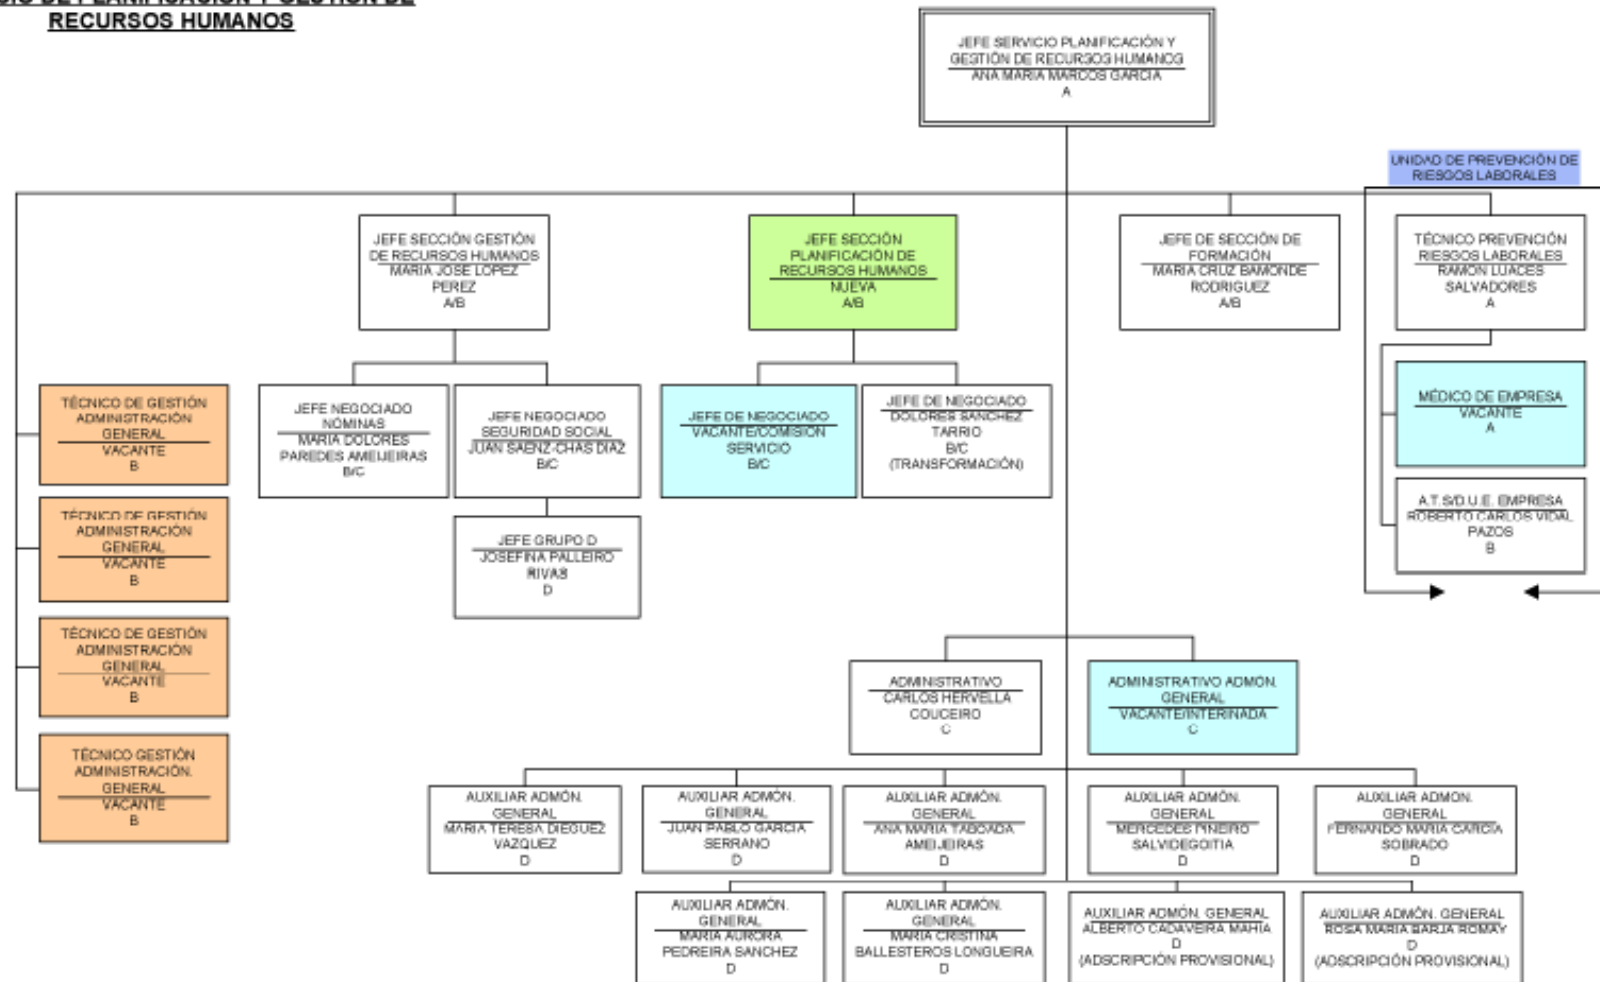 RECURSOS HUMANOS
JEFE SERVICIO PLANIFICACIÓN Y
GESTIÓN DE RECURSOS HUMANOS
ANA MARIA MARCOS GARCIA
A
UNIDAD DE PREVENCIÓN DE
RIESGOS LABORALES
JEFE SECCIÓN GESTIÓN
DE RECURSOS HUMANOS
MARIA JOSE LOPEZ
PEREZ
A/B
JEFE SECCIÓN
PLANIFICACIÓN DE
RECURSOS HUMANOS
NUEVA
A/B
JEFE DE SECCIÓN DE
FORMACIÓN
MARIA CRUZ BAMONDE
RODRIGUEZ
A/B
TÉCNICO PREVENCIÓN
RIESGOS LABORALES
RAMON LUACES
SALVADORES
A
MÉDICO DE EMPRESA
VACANTE
A
A.T.S/D.U.E. EMPRESA
ROBERTO CARLOS VIDAL
PAZOS
B
TÉCNICO DE GESTIÓN
ADMINISTRACIÓN
GENERAL
VACANTE
B
TÉCNICO DE GESTIÓN
ADMINISTRACIÓN
GENERAL
VACANTE
B
TÉCNICO DE GESTIÓN
ADMINISTRACIÓN
GENERAL
VACANTE
B
TÉCNICO GESTIÓN
ADMINISTRACIÓN.
GENERAL
VACANTE
B
JEFE NEGOCIADO
NÓMINAS
MARIA DOLORES
PAREDES AMEIJEIRAS
B/C
JEFE NEGOCIADO
SEGURIDAD SOCIAL
JUAN SAENZ-CHAS DIAZ
B/C
JEFE GRUPO D
JOSEFINA PALLEIRO
RIVAS
D
JEFE DE NEGOCIADO
VACANTE/COMISION
SERVICIO
B/C
JEFE DE NEGOCIADO
DOLORES SANCHEZ
TARRIO
B/C
(TRANSFORMACIÓN)
ADMINISTRATIVO
CARLOS HERVELLA
COUCEIRO
C
ADMINISTRATIVO ADMÓN.
GENERAL
VACANTE/INTERINADA
C
AUXILIAR ADMÓN.
GENERAL
MARIA TERESA DIEGUEZ
VAZQUEZ
D
AUXILIAR ADMÓN.
GENERAL
JUAN PABLO GARCIA
SERRANO
D
AUXILIAR ADMÓN.
GENERAL
ANA MARIA TABOADA
AMEIJEIRAS
D
AUXILIAR ADMÓN.
GENERAL
MERCEDES PIÑEIRO
SALVIDEGOITIA
D
AUXILIAR ADMON.
GENERAL
FERNANDO MARIA GARCÍA
SOBRADO
D
AUXILIAR ADMÓN.
GENERAL
MARIA AURORA
PEDREIRA SANCHEZ
D
AUXILIAR ADMÓN.
GENERAL
MARIA CRISTINA
BALLESTEROS LONGUEIRA
D
AUXILIAR ADMÓN. GENERAL
ALBERTO CADAVEIRA MAHIA
D
(ADSCRIPCIÓN PROVISIONAL)
AUXILIAR ADMÓN. GENERAL
ROSA MARIA BARJA ROMAY
D
(ADSCRIPCIÓN PROVISIONAL)